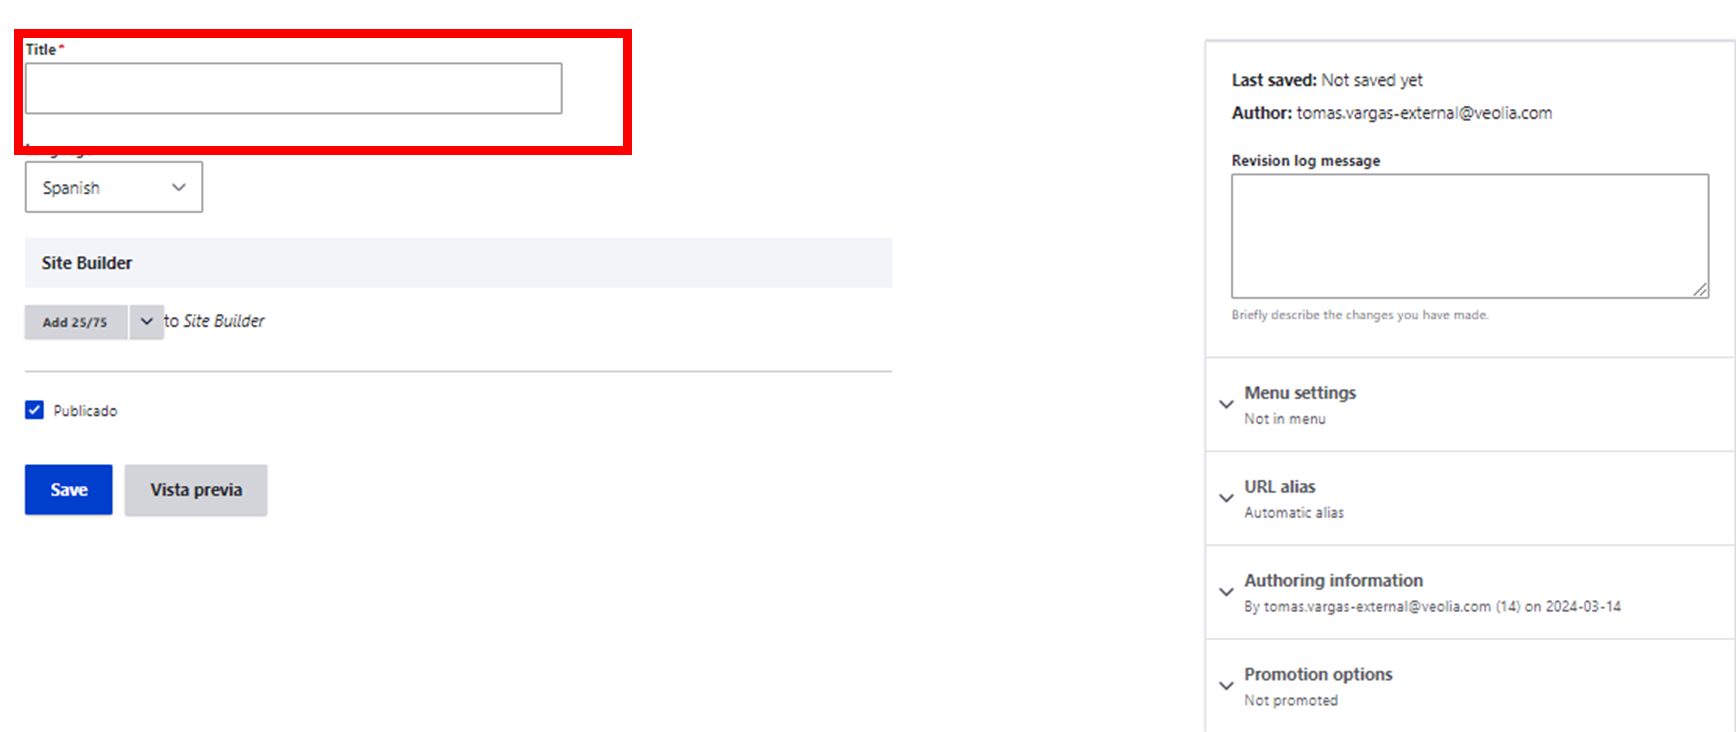 Title*
Spanish
Site Builder
Add 25/75 to Site Builder
Publicado
Save Vista previa
Last saved: Not saved yet
Author: tomas.vargas-external@veolia.com
Revision log message
Briefly describe the changes you have made.
Menu settings
Not in menu
URL alias
Automatic alias
Authoring information
By tomas.vargas-external@veolia.com (14) on 2024-03-14
Promotion options
Not promoted